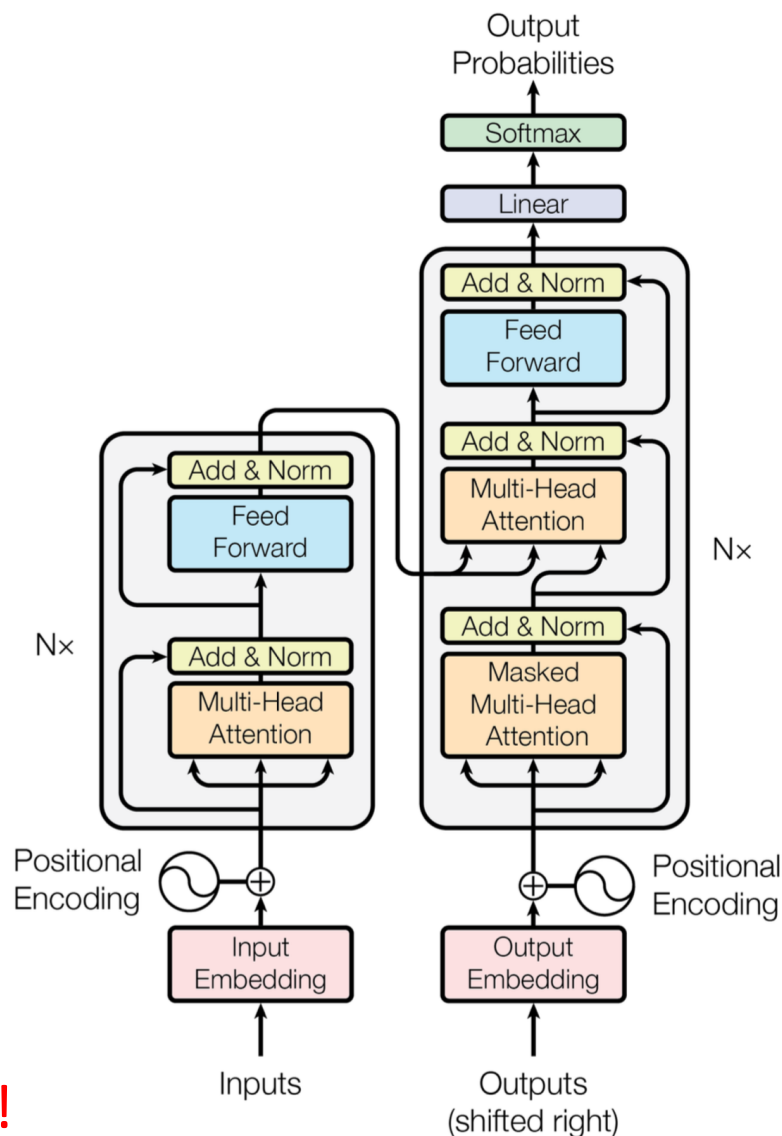 Output
Probabilities
Softmax
Linear
Add & Norm
Feed
Forward
Add & Norm
Multi-Head
Attention
Add & Norm
Masked
Multi-Head
Attention
Nx
Add & Norm
Feed
Forward
Add & Norm
Multi-Head
Attention
Nx
Positional
Encoding
Positional
Encoding
Input
Embedding
Output
Embedding
Inputs
Outputs
(shifted right)
!